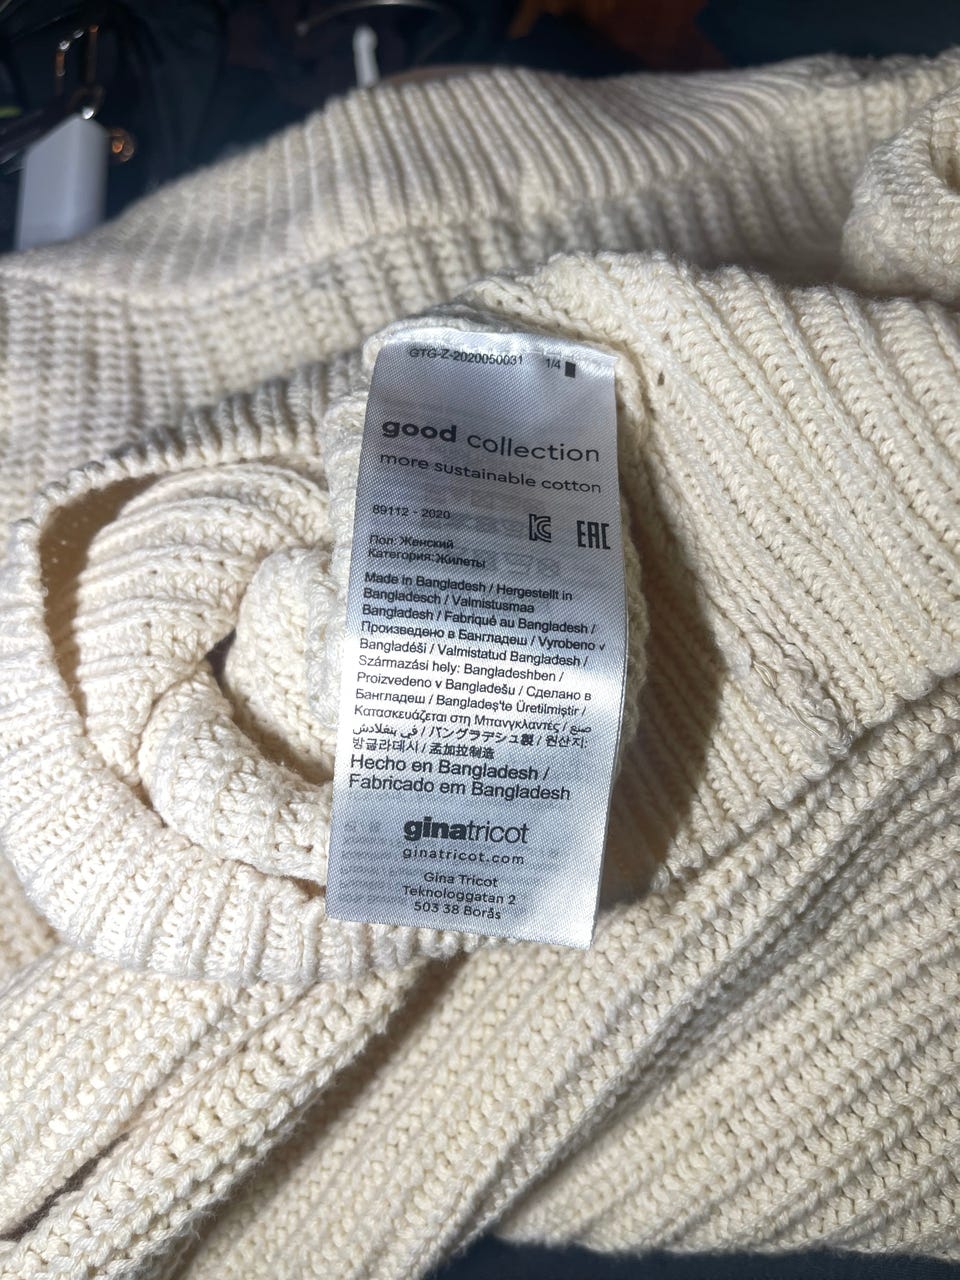 GTG-Z-2020050031 1/4
good collection
more sustainable cotton
89112 - 2020
EAC
Пол: Женский
Категория:Жилеты
Made in Bangladesh / Hergestellt in
Bangladesch / Valmistusmaa
Bangladesh / Fabriqué au Bangladesh /
Произведено в Бангладеш / Vyrobeno v
Bangladéši / Valmistatud Bangladesh /
Származási hely: Bangladeshben /
Proizvedeno v Bangladešu / Сделано в
Бангладеш / Bangladeş'te Üretilmiştir /
Κατασκευάζεται στη Μπανγκλαντές / صنع
في بنغلادش / バングラデシュ製 / 원산지:
방글라데시 / 孟加拉制造
Hecho en Bangladesh /
Fabricado em Bangladesh
ginatricot
ginatricot.com
Gina Tricot
Teknologgatan 2
503 38 Borås